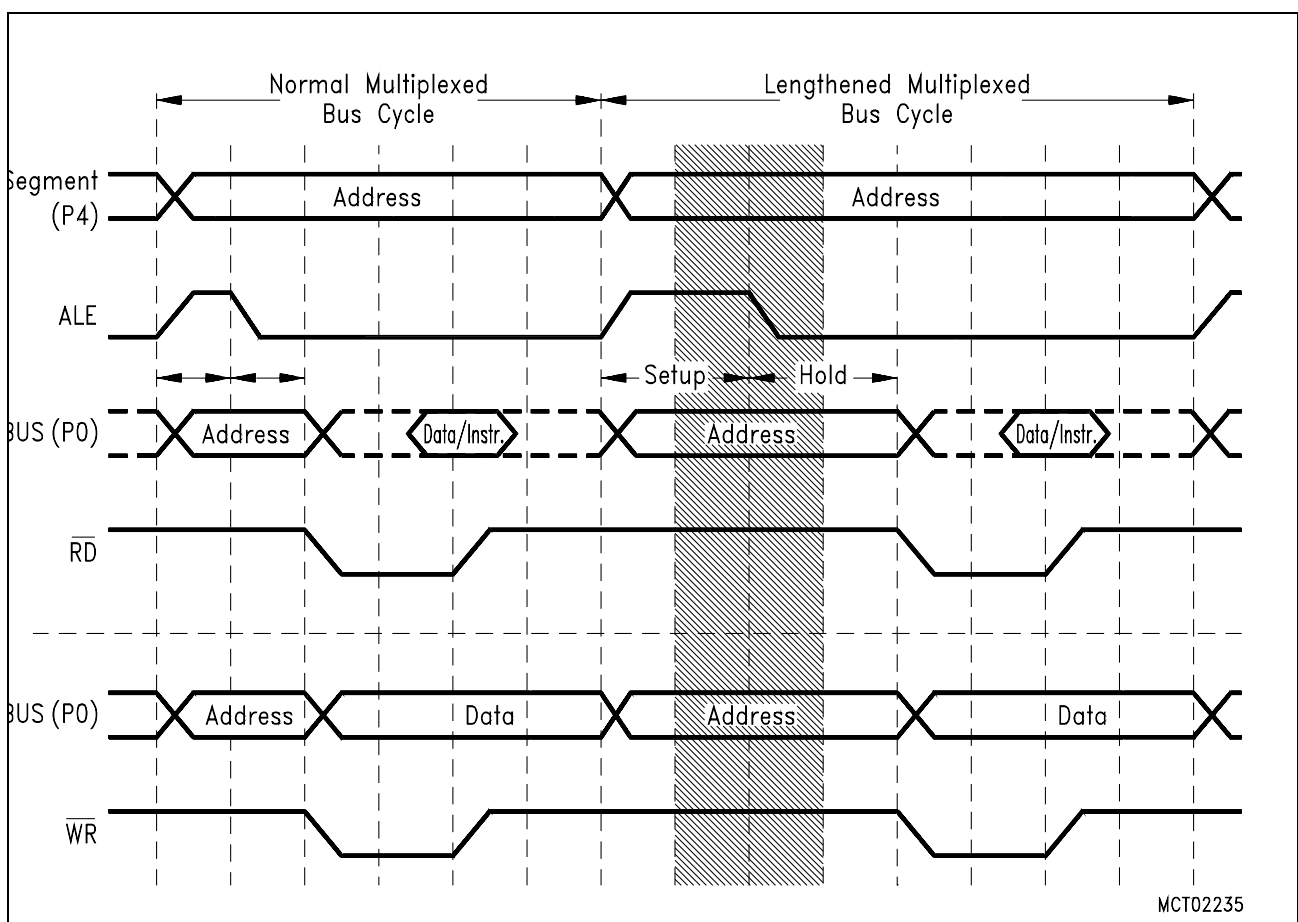 Normal Multiplexed
Bus Cycle
Lengthened Multiplexed
Bus Cycle
Segment
(P4)
Address
Address
ALE
Setup
Hold
BUS (P0)
Address
Data/Instr.
Address
Data/Instr.
RD
BUS (P0)
Address
Data
Address
Data
WR
MCT02235